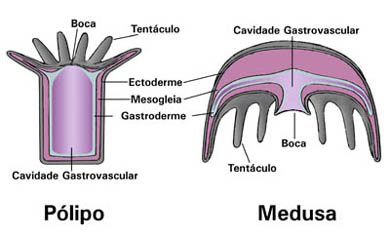 Boca
Tentáculo
Cavidade Gastrovascular
Ectoderme
Mesogleia
Gastroderme
Boca
Tentáculo
Cavidade Gastrovascular
Pólipo
Medusa